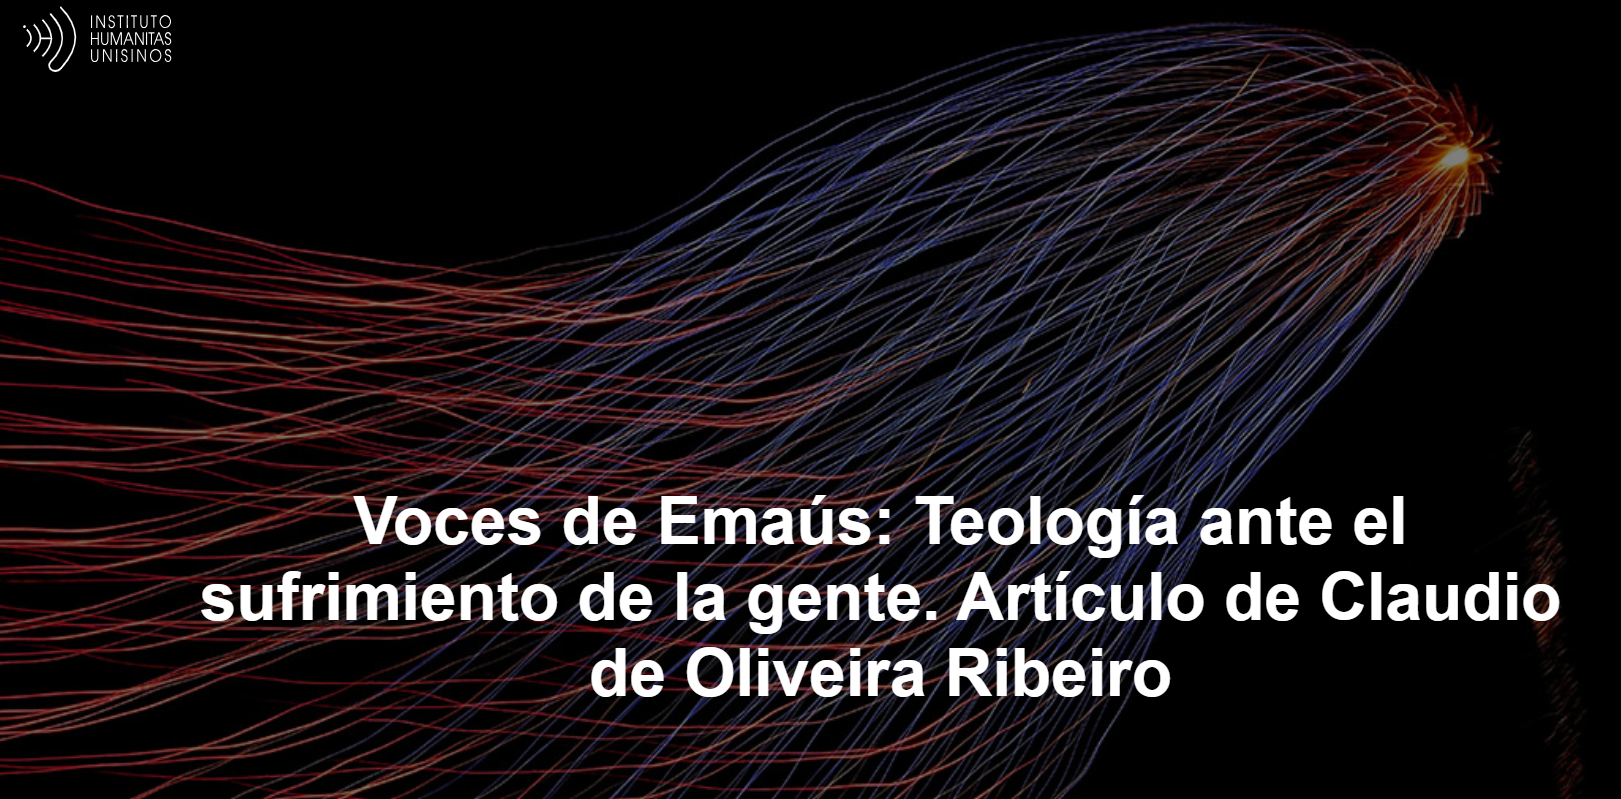 INSTITUTO
HUMANITAS
UNISINOS
Voces de Emaús: Teología ante el
sufrimiento de la gente. Artículo de Claudio
de Oliveira Ribeiro